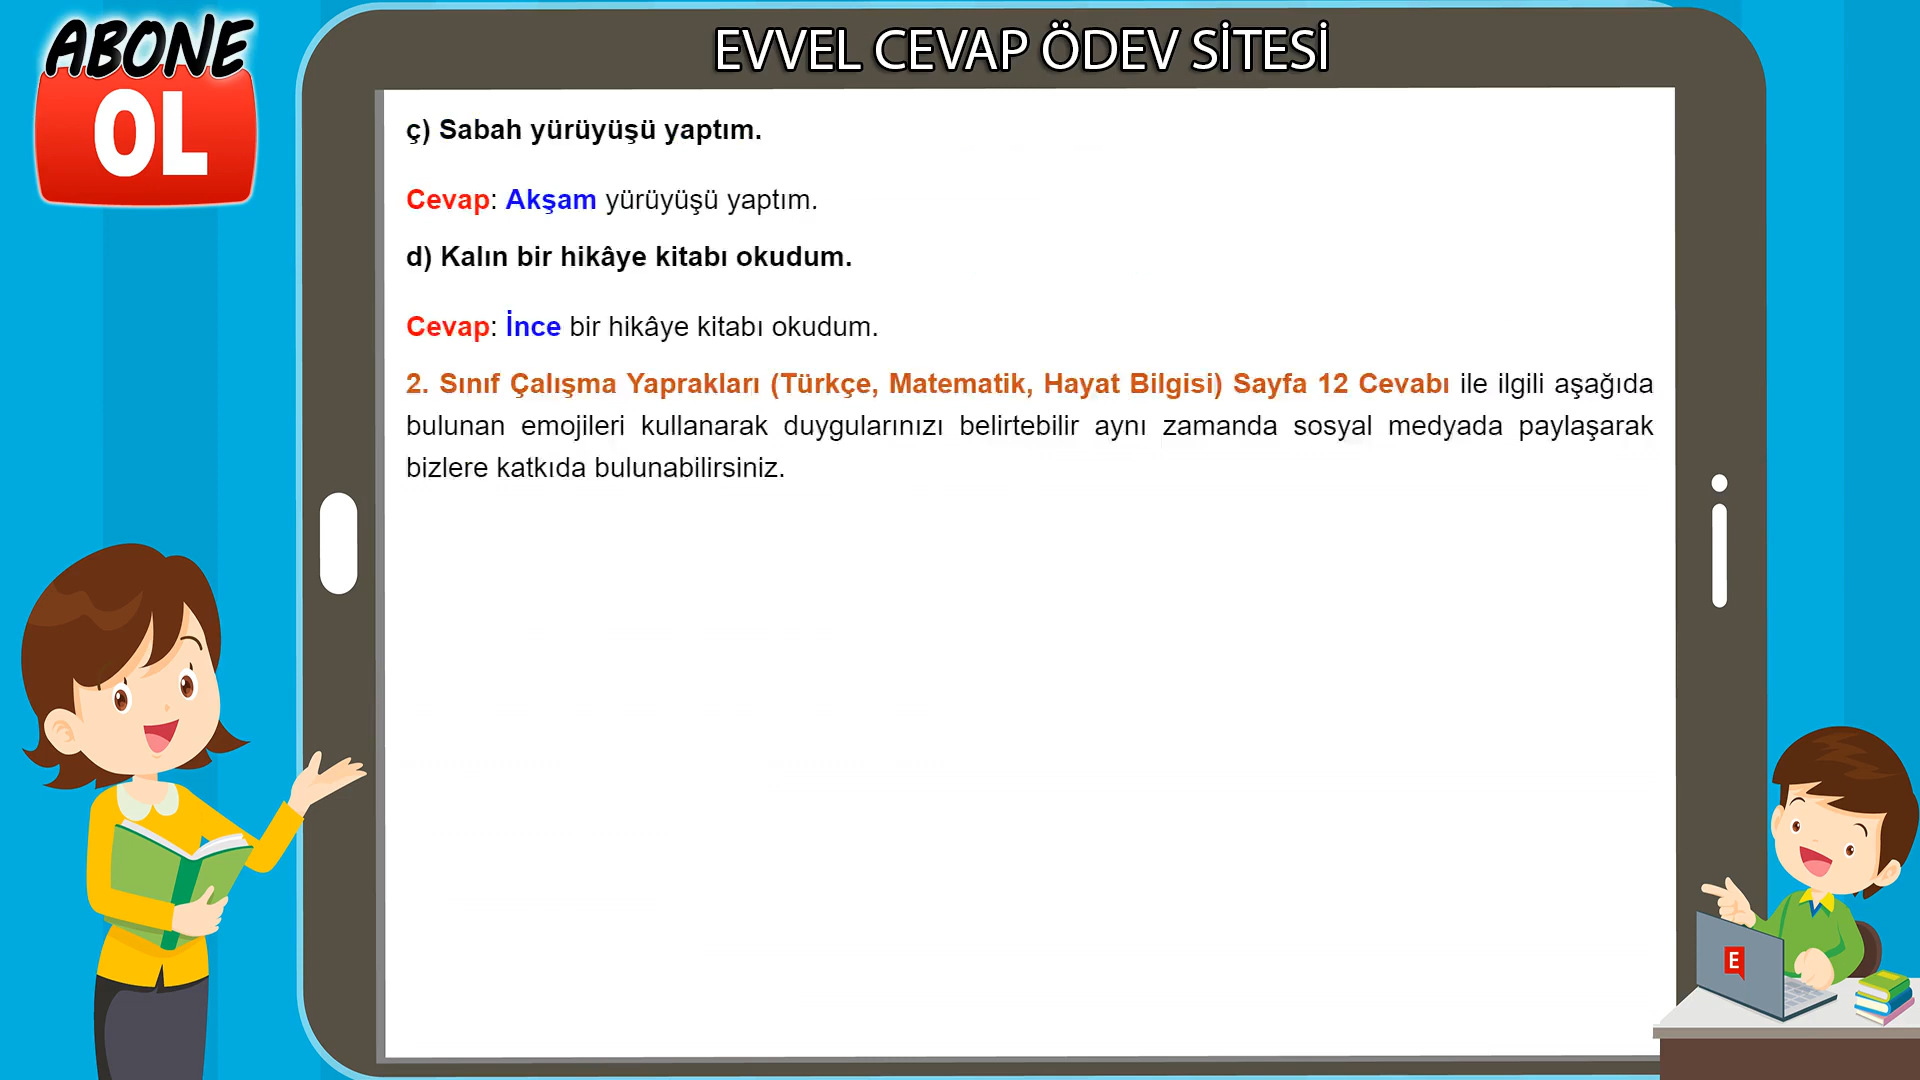 ABONE
OL
EVVEL CEVAP ÖDEV SİTESİ
ç) Sabah yürüyüşü yaptım.
Cevap: Akşam yürüyüşü yaptım.
d) Kalın bir hikâye kitabı okudum.
Cevap: İnce bir hikâye kitabı okudum.
2. Sınıf Çalışma Yaprakları (Türkçe, Matematik, Hayat Bilgisi) Sayfa 12 Cevabı ile ilgili aşağıda
bulunan emojileri kullanarak duygularınızı belirtebilir aynı zamanda sosyal medyada paylaşarak
bizlere katkıda bulunabilirsiniz.
E